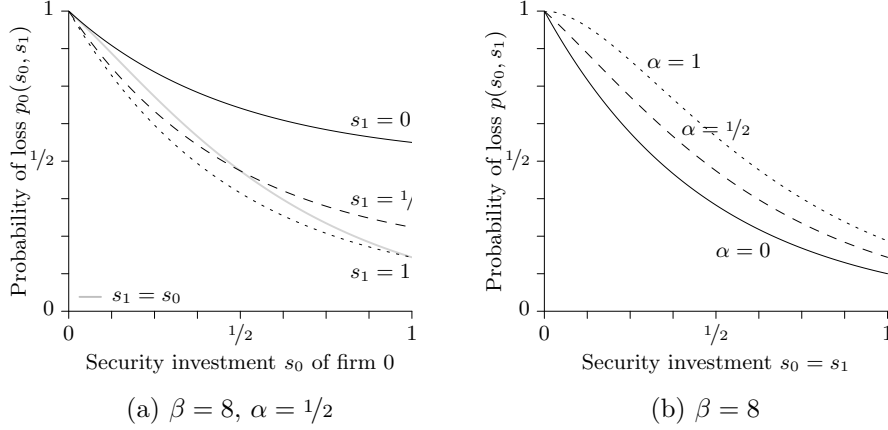 Probability of loss p₀(s₀, s₁)
1/2
0
s₁ = 0
s₁ = 1/
s₁ = 1
s₁ = s₀
0
1/2
1
Security investment s₀ of firm 0
(a) β = 8, α = 1/2
Probability of loss p(s₀, s₁)
1/2
0
α = 1
α = 1/2
α = 0
0
1/2
1
Security investment s₀ = s₁
(b) β = 8